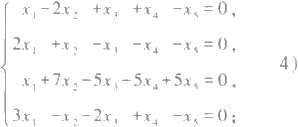 x₁-2x₂ +x₃ +x₄ -x₅=0,
2x₁ +x₂ -x₃ -x₄ -x₅=0,
x₁+7x₂-5x₃-5x₄+5x₅=0,
3x₁ -x₂-2x₃ +x₄ -x₅=0;
4)